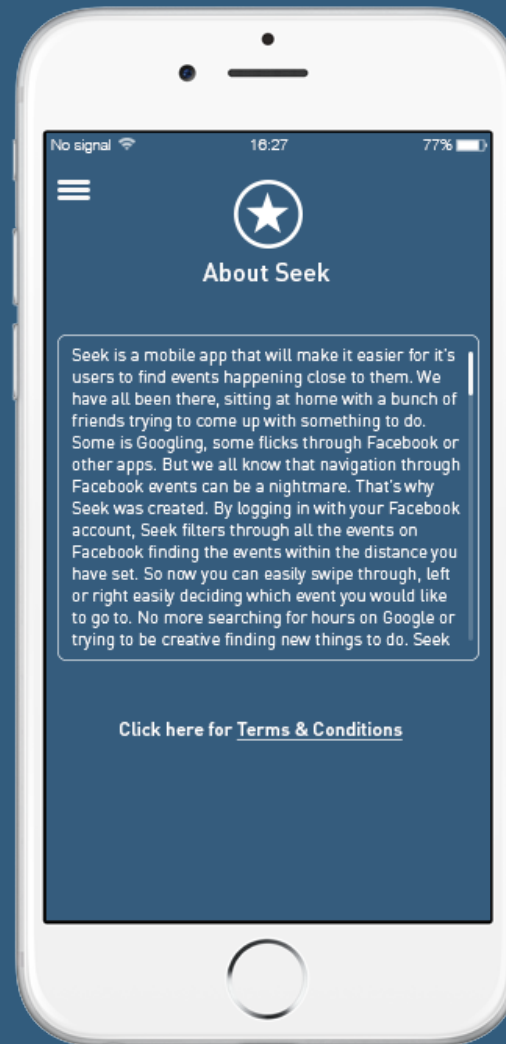 No signal 16:27 77%
About Seek
Seek is a mobile app that will make it easier for it's
users to find events happening close to them. We
have all been there, sitting at home with a bunch of
friends trying to come up with something to do.
Some is Googling, some flicks through Facebook or
other apps. But we all know that navigation through
Facebook events can be a nightmare. That's why
Seek was created. By logging in with your Facebook
account, Seek filters through all the events on
Facebook finding the events within the distance you
have set. So now you can easily swipe through, left
or right easily deciding which event you would like
to go to. No more searching for hours on Google or
trying to be creative finding new things to do. Seek
Click here for Terms & Conditions